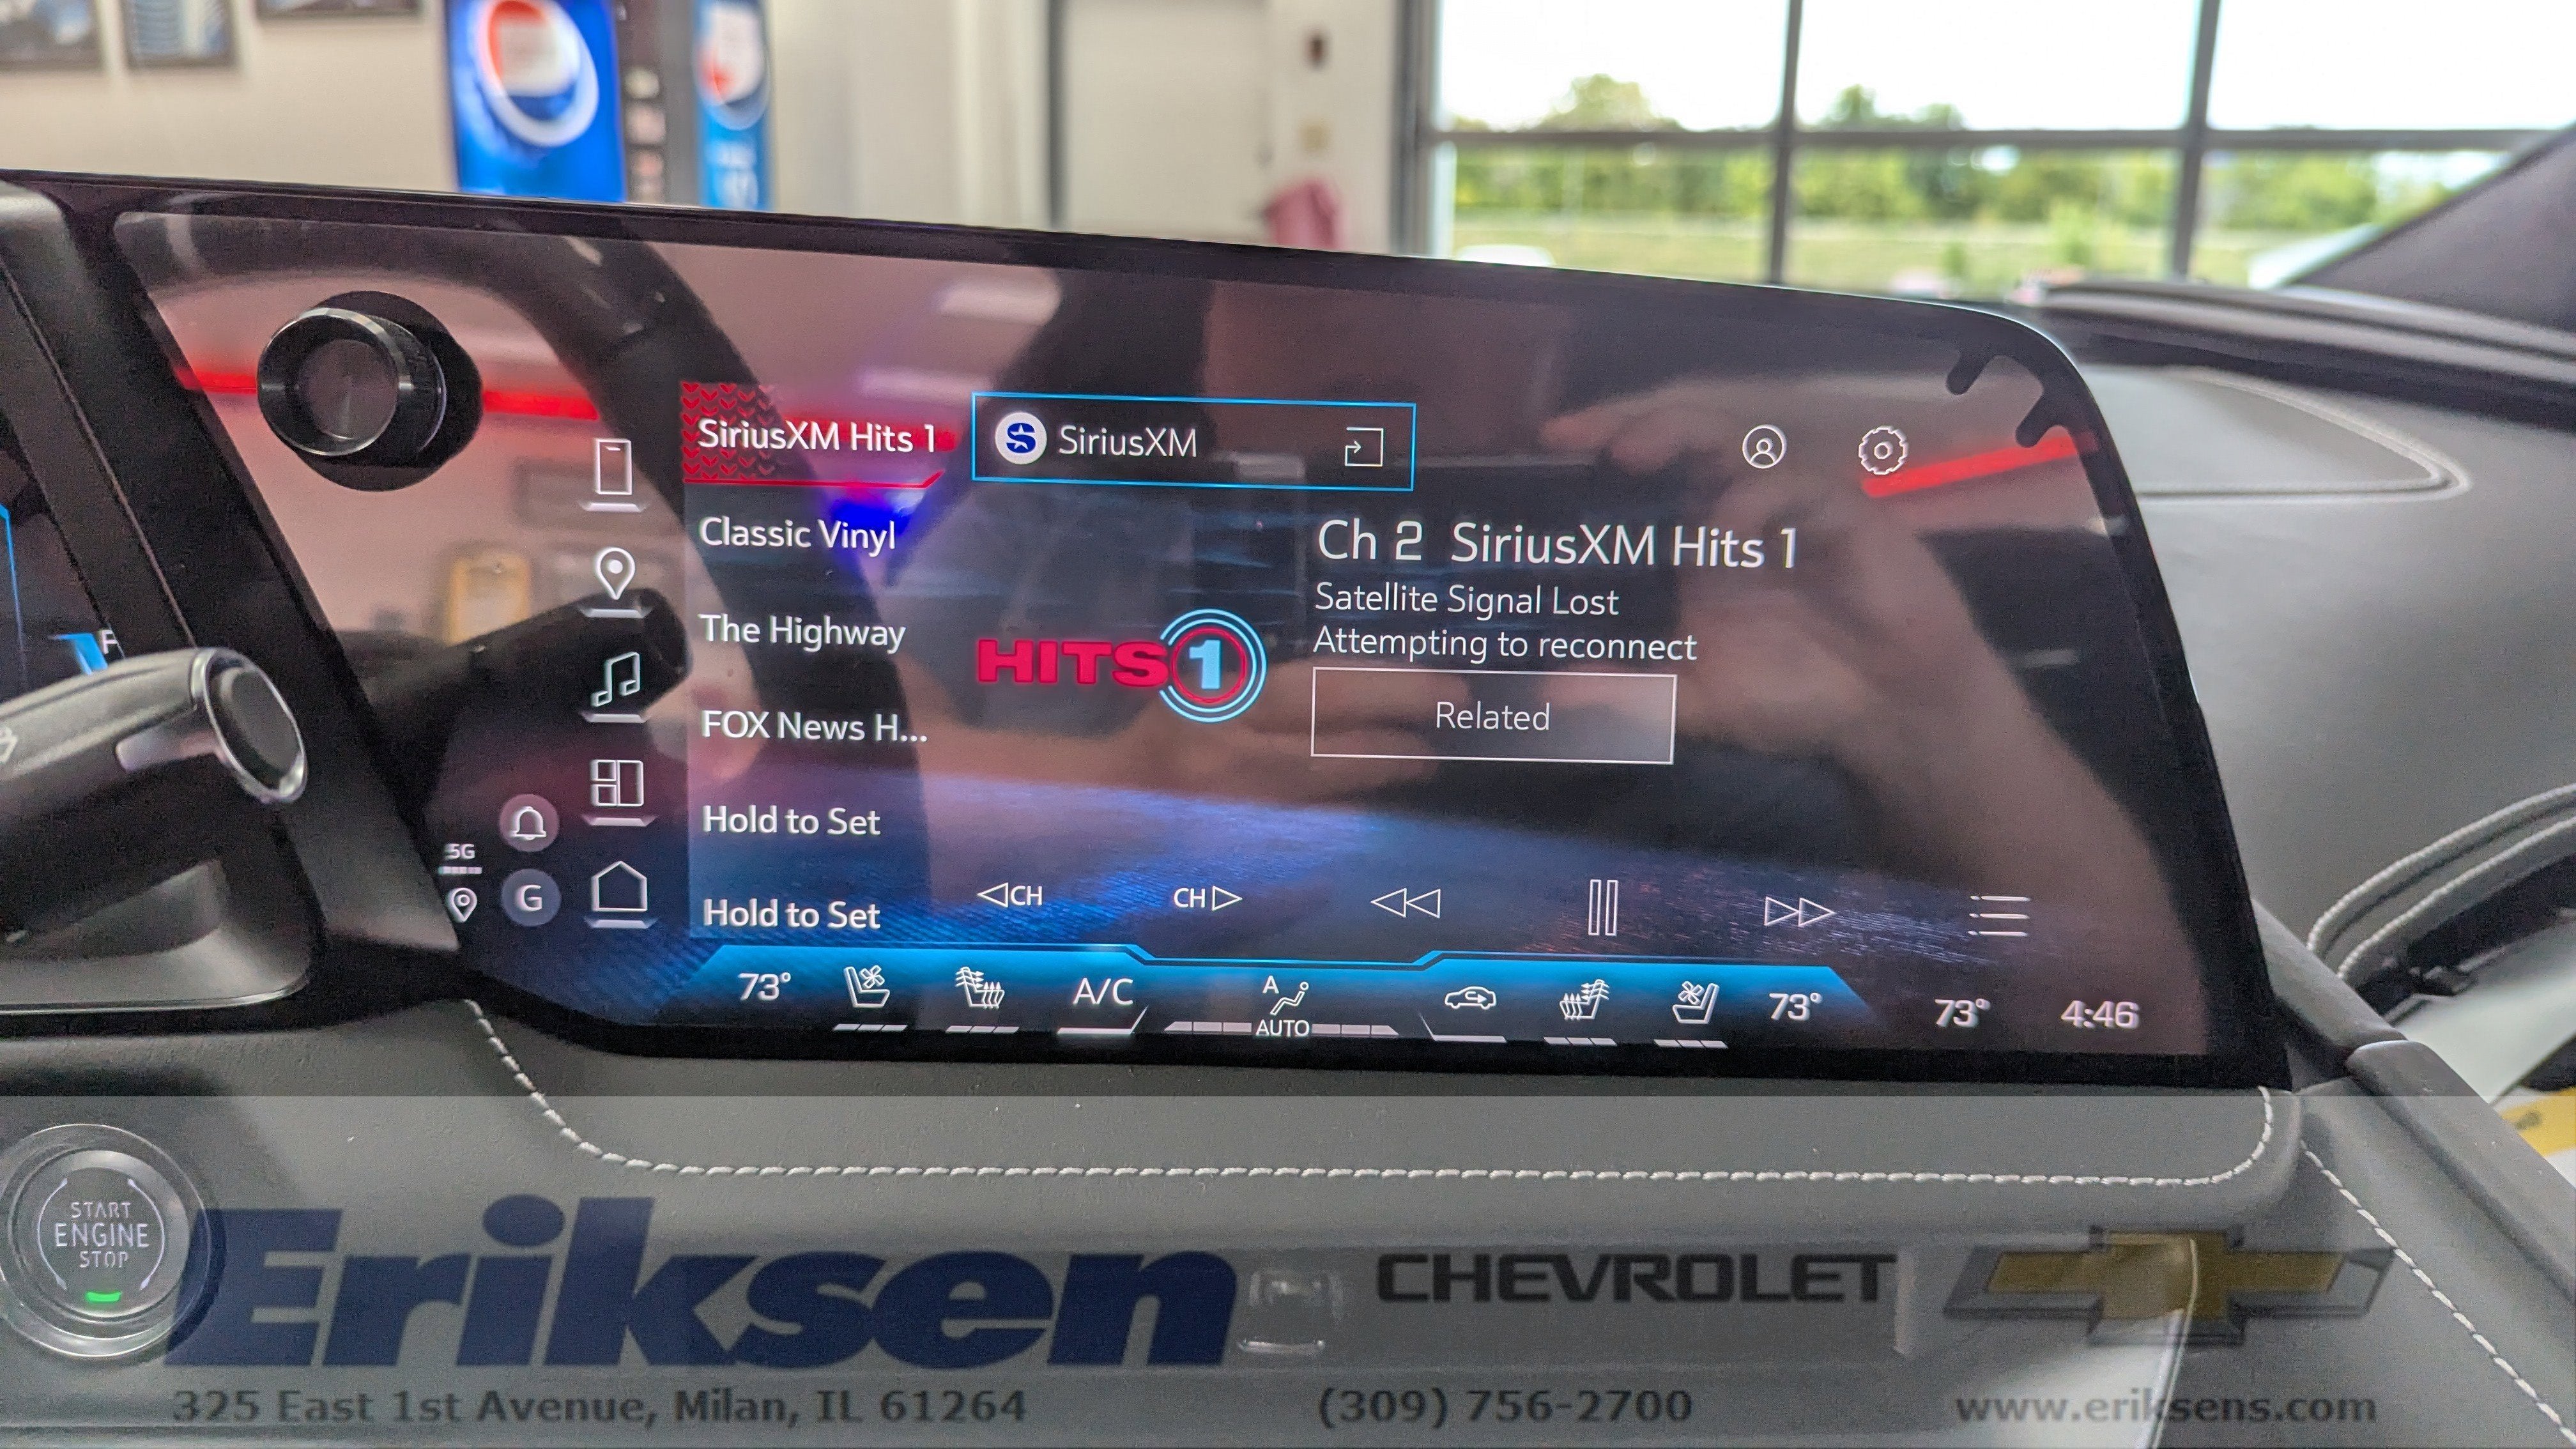 SiriusXM Hits 1
SiriusXM
Classic Vinyl
Ch 2 SiriusXM Hits 1
Satellite Signal Lost
Attempting to reconnect
The Highway
HITS 1
FOX News H...
Related
Hold to Set
5G
G
Hold to Set
CH
CH
73°
A/C
A
AUTO
73°
73°
4:46
START
ENGINE
STOP
Eriksen
CHEVROLET
325 East 1st Avenue, Milan, IL 61264
(309) 756-2700
www.eriksens.com